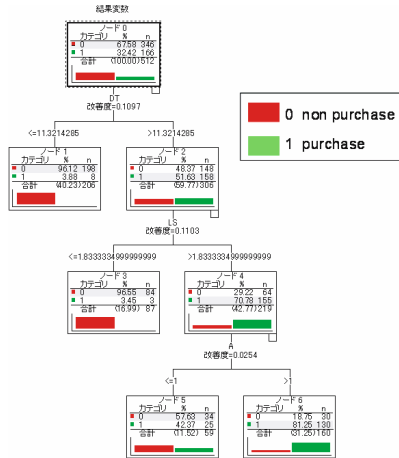 結果変数
ノード 0
カテゴリ % n
0 67.58 346
1 32.42 166
合計 (100.00) 512
DT
改善度=0.1097
<=11.3214285
>11.3214285
0 non purchase
1 purchase
ノード 1
カテゴリ % n
0 96.12 198
1 3.88 8
合計 (40.23) 206
ノード 2
カテゴリ % n
0 48.37 148
1 51.63 158
合計 (59.77) 306
LS
改善度=0.1103
<=1.8333334999999999
>1.8333334999999999
ノード 3
カテゴリ % n
0 96.55 84
1 3.45 3
合計 (16.99) 87
ノード 4
カテゴリ % n
0 29.22 64
1 70.78 155
合計 (42.77) 219
A
改善度=0.0254
<=1
>1
ノード 5
カテゴリ % n
0 57.63 34
1 42.37 25
合計 (11.52) 59
ノード 6
カテゴリ % n
0 18.75 30
1 81.25 130
合計 (31.25) 160